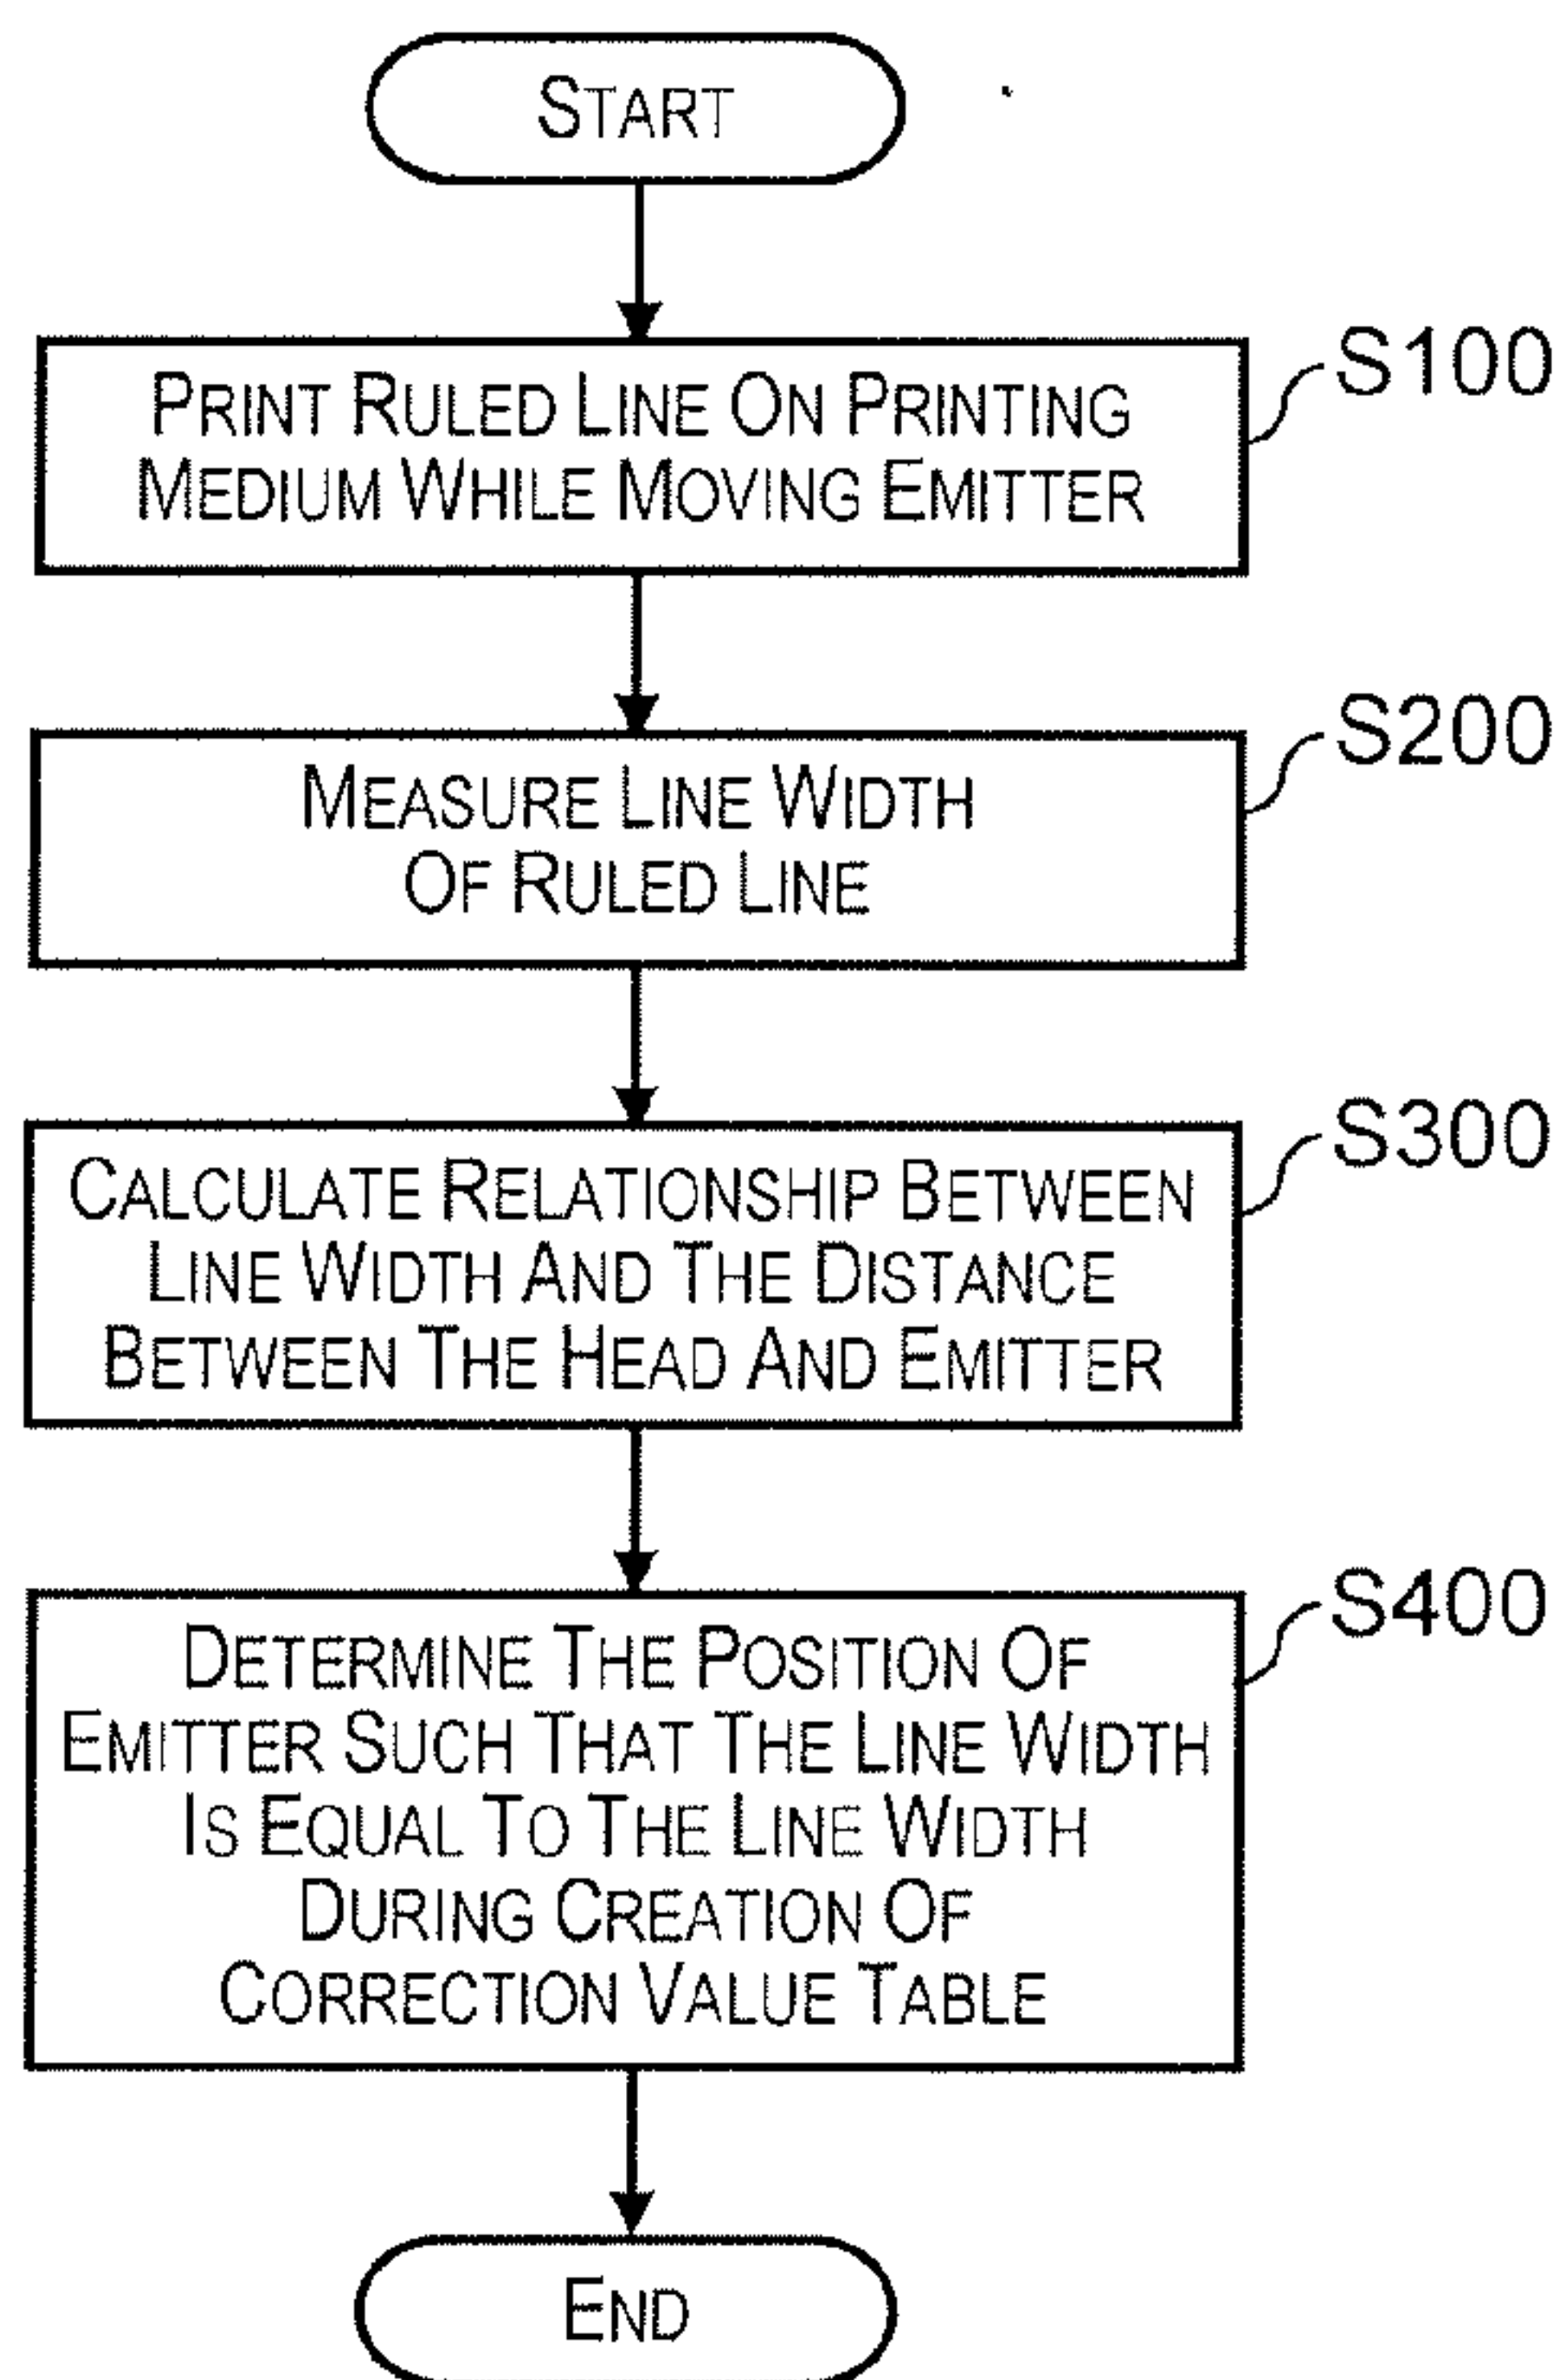 START
PRINT RULED LINE ON PRINTING
MEDIUM WHILE MOVING EMITTER
S100
MEASURE LINE WIDTH
OF RULED LINE
S200
CALCULATE RELATIONSHIP BETWEEN
LINE WIDTH AND THE DISTANCE
BETWEEN THE HEAD AND EMITTER
S300
DETERMINE THE POSITION OF
EMITTER SUCH THAT THE LINE WIDTH
IS EQUAL TO THE LINE WIDTH
DURING CREATION OF
CORRECTION VALUE TABLE
S400
END